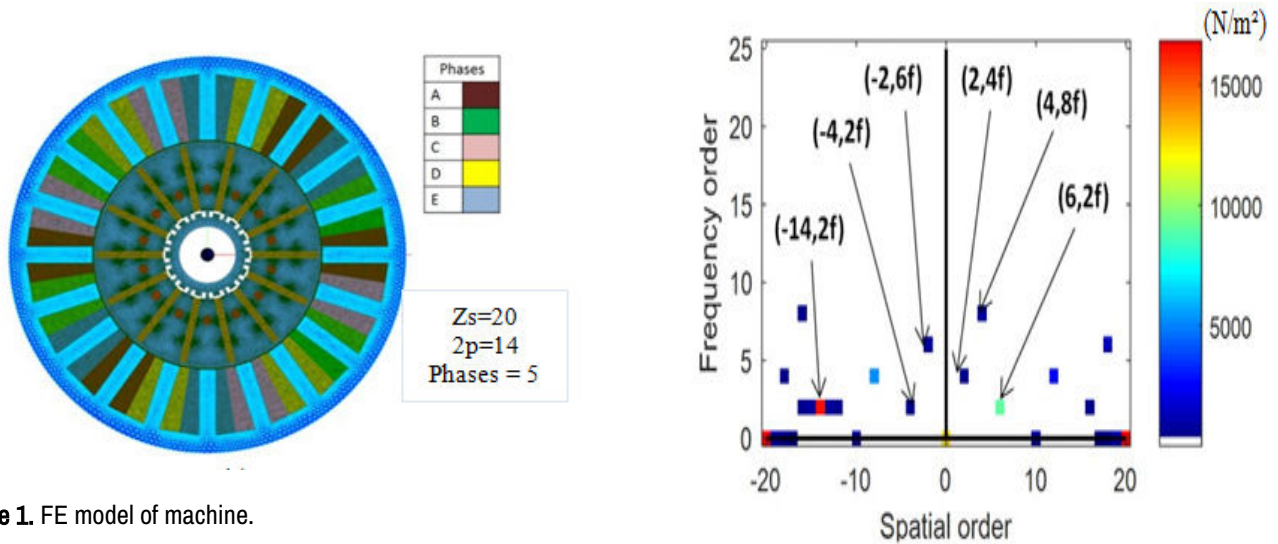 Phases
A
B
C
D
E
Zs=20
2p=14
Phases = 5
e 1. FE model of machine.
(N/m²)
25
20
15
10
5
0
Frequency order
(-2,6f)
(2,4f)
(-4,2f)
(4,8f)
(-14,2f)
(6,2f)
15000
10000
5000
-20
-10
0
10
20
Spatial order